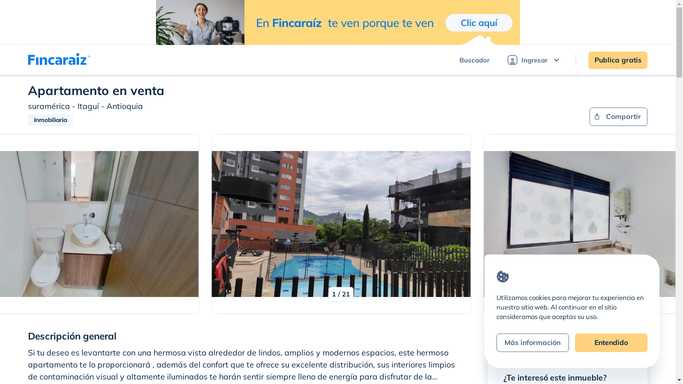 En Fincaraíz te ven porque te ven
Clic aquí
Fincaraíz
Buscador
Ingresar
Publica gratis
Apartamento en venta
suramérica - Itaguí - Antioquia
Inmobiliaria
Compartir
1 / 21
Utilizamos cookies para mejorar tu experiencia en
nuestro sitio web. Al continuar en el sitio
consideramos que aceptas su uso.
Más información
Entendido
Descripción general
Si tu deseo es levantarte con una hermosa vista alrededor de lindos, amplios y modernos espacios, este hermoso
apartamento te lo proporcionará , además del confort que te ofrece su excelente distribución, sus interiores limpios
de contaminación visual y altamente iluminados te harán sentir siempre llena de energía para disfrutar de la...
¿Te interesó este inmueble?